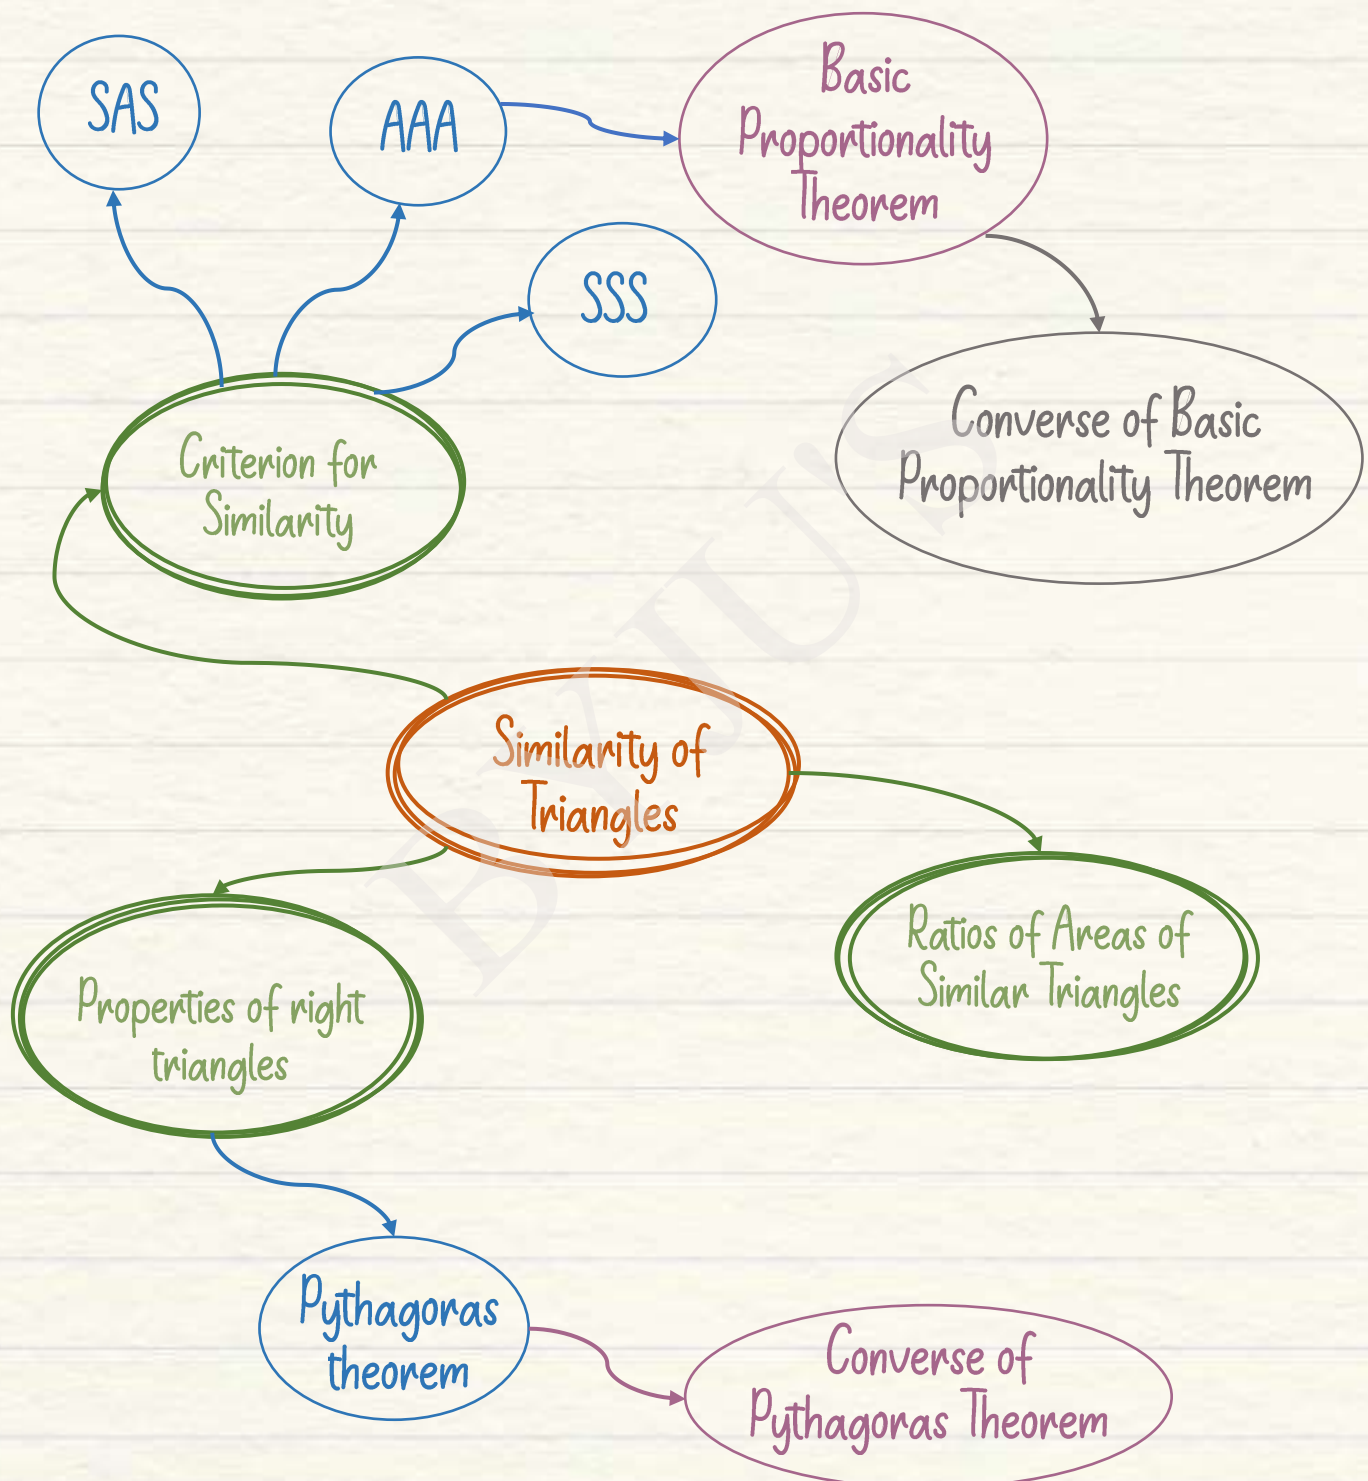 SAS
AAA
Basic
Proportionality
Theorem
SSS
Converse of Basic
Proportionality Theorem
Criterion for
Similarity
Similarity of
Triangles
Ratios of Areas of
Similar Triangles
Properties of right
triangles
Pythagoras
theorem
Converse of
Pythagoras Theorem
BYJU'S